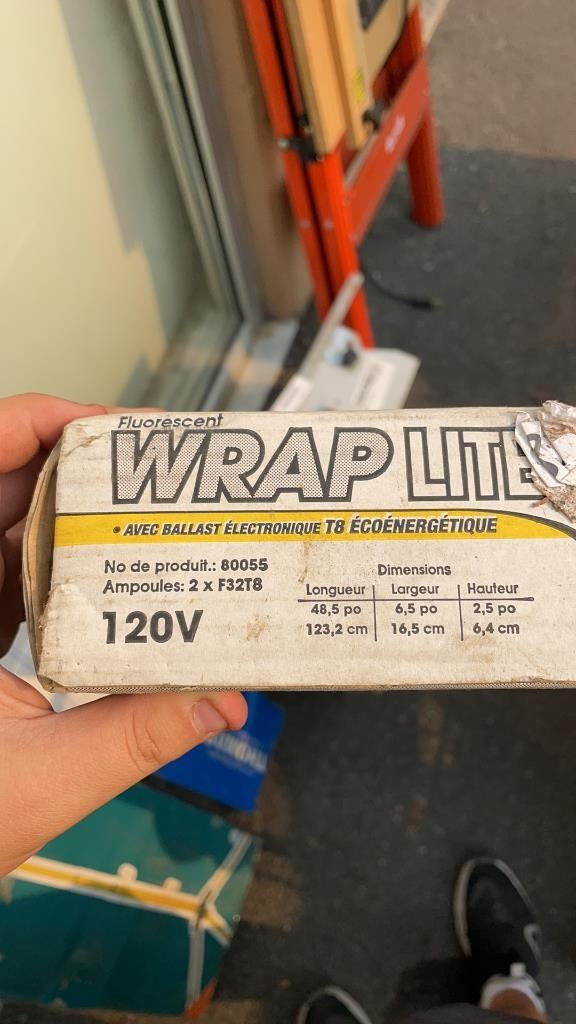 Fluorescent
WRAP LITE
• AVEC BALLAST ÉLECTRONIQUE T8 ÉCOÉNERGÉTIQUE
No de produit.: 80055
Ampoules: 2 x F32T8
120V
Dimensions
Longueur Largeur Hauteur
48,5 po 6,5 po 2,5 po
123,2 cm 16,5 cm 6,4 cm